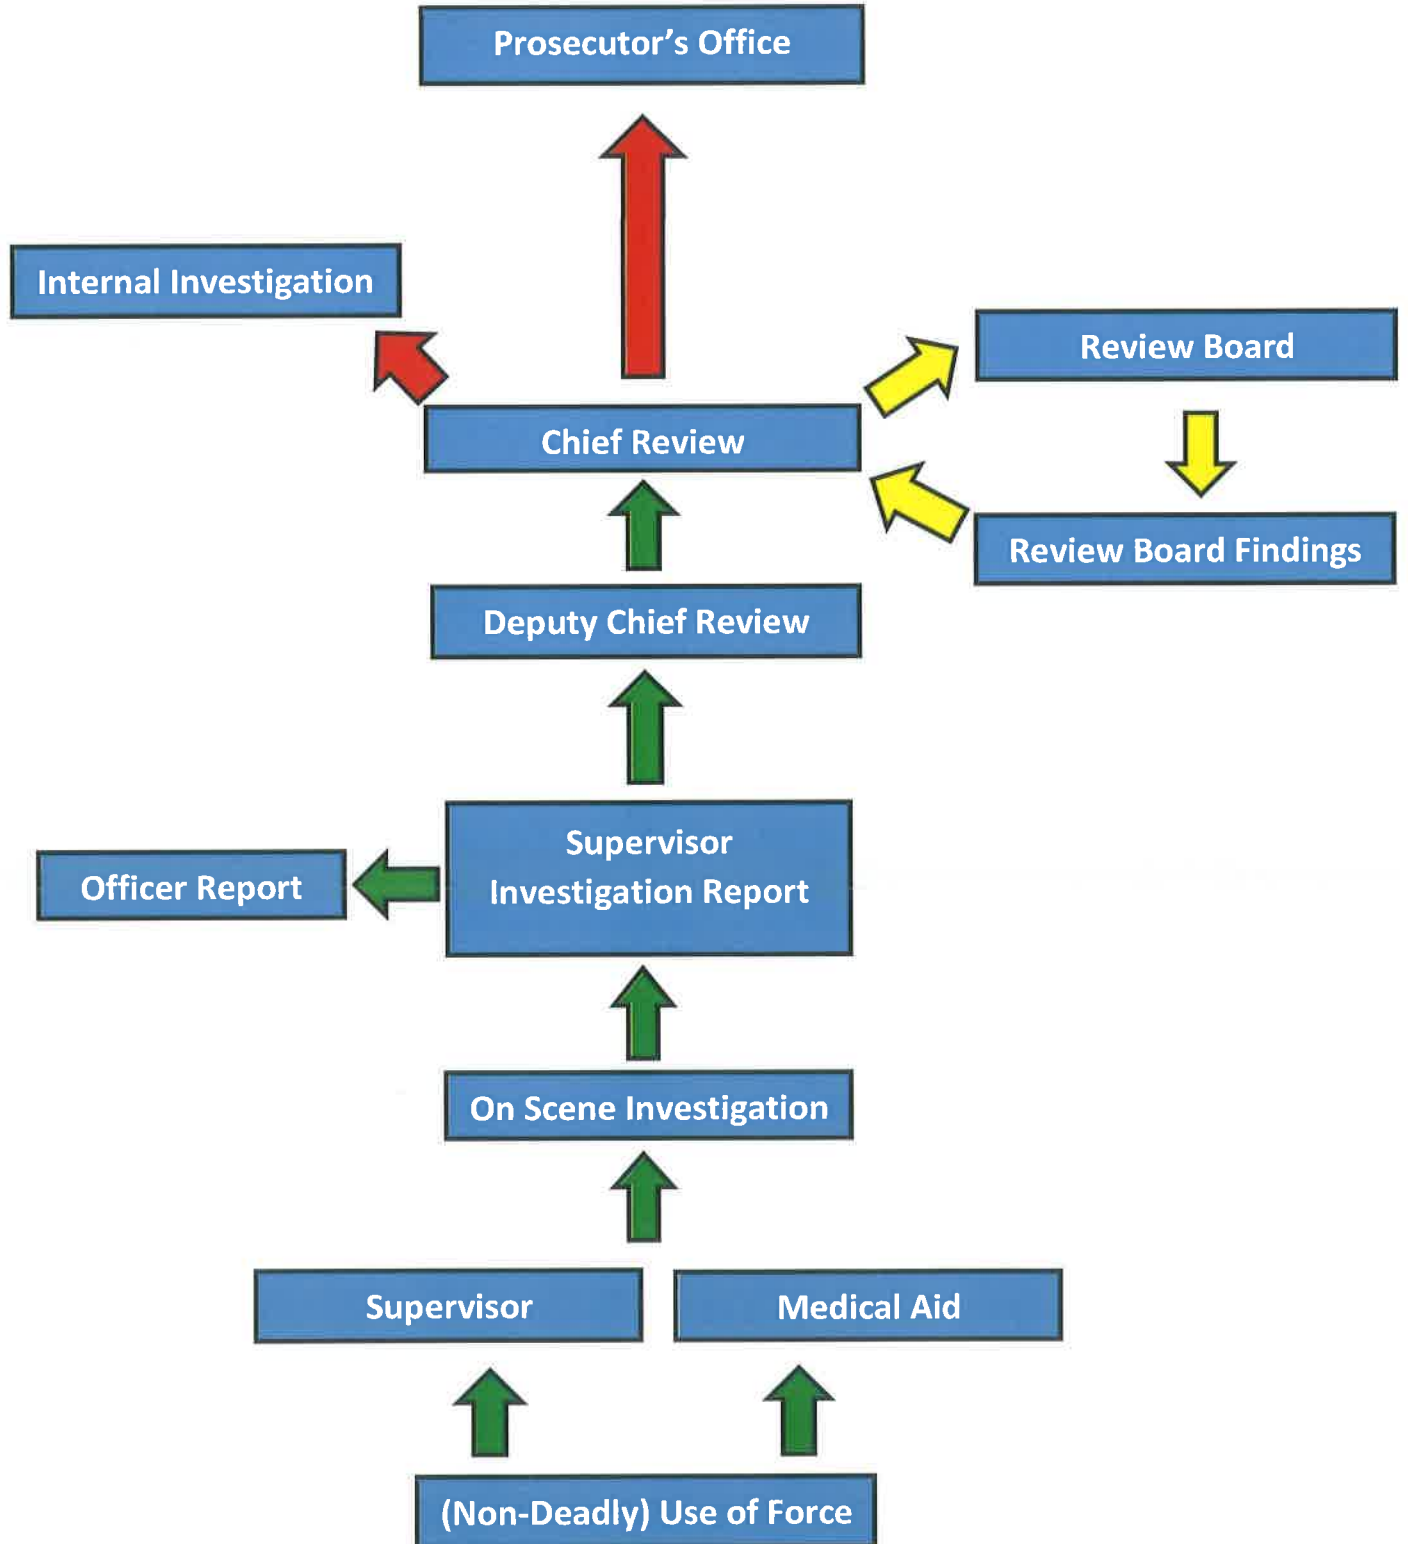 Prosecutor's Office
Internal Investigation
Review Board
Chief Review
Review Board Findings
Deputy Chief Review
Supervisor
Investigation Report
Officer Report
On Scene Investigation
Supervisor
Medical Aid
(Non-Deadly) Use of Force